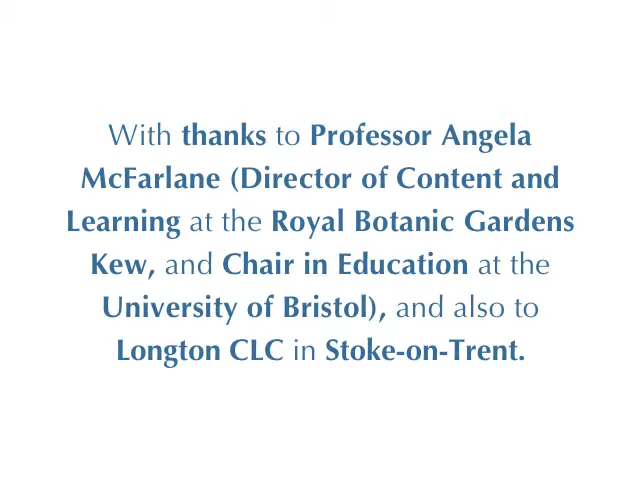 With thanks to Professor Angela
McFarlane (Director of Content and
Learning at the Royal Botanic Gardens
Kew, and Chair in Education at the
University of Bristol), and also to
Longton CLC in Stoke-on-Trent.